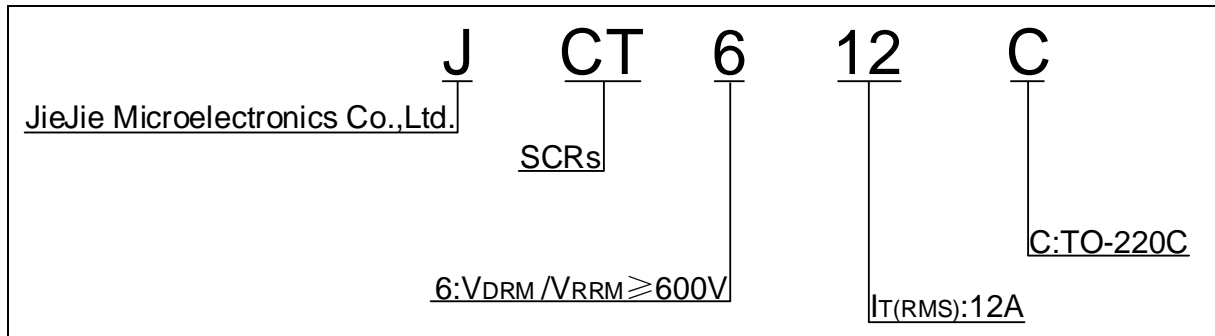 J CT 6 12 C
JieJie Microelectronics Co.,Ltd.
SCRs
C:TO-220C
6:VDRM /VRRM≥600V
IT(RMS):12A